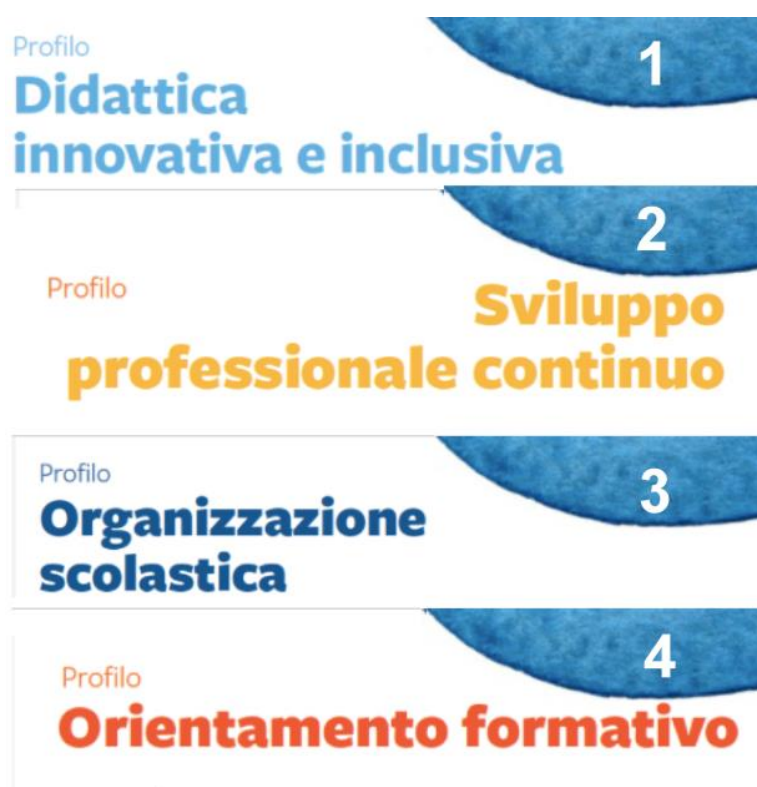 Profilo
1
Didattica
innovativa e inclusiva
2
Profilo
Sviluppo
professionale continuo
Profilo
3
Organizzazione
scolastica
4
Profilo
Orientamento formativo